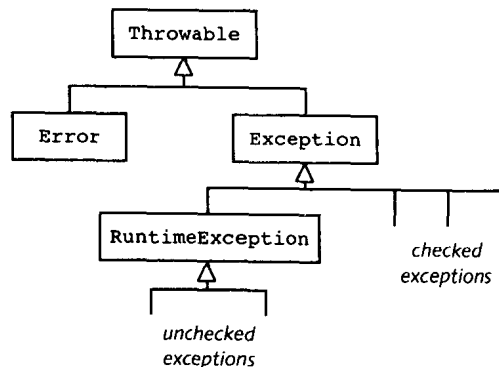 Throwable
Error
Exception
RuntimeException
checked
exceptions
unchecked
exceptions